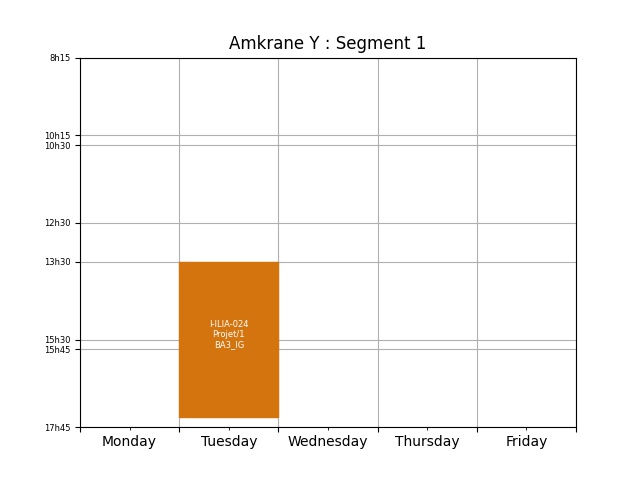 Amkrane Y : Segment 1
8h15
10h15
10h30
12h30
13h30
15h30
15h45
17h45
I-ILIA-024
Projet/1
BA3_IG
Monday Tuesday Wednesday Thursday Friday